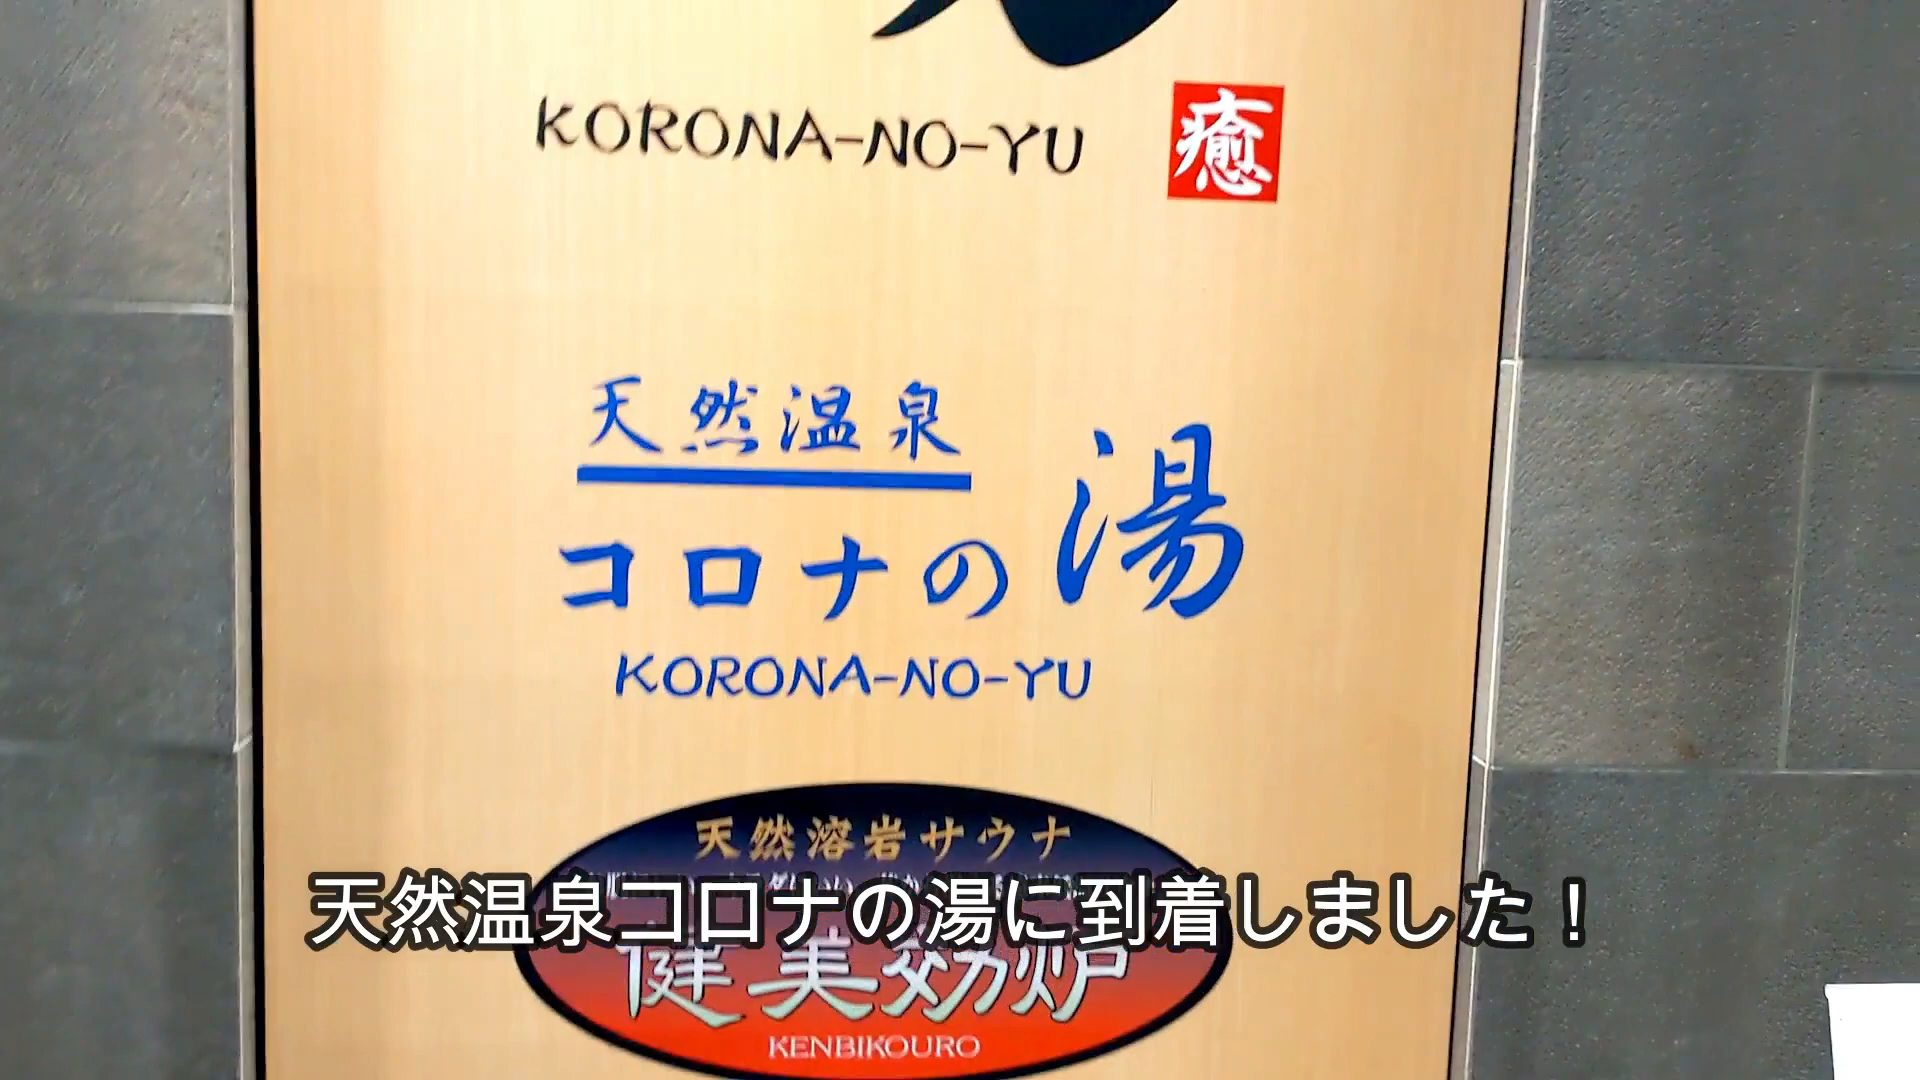 KORONA-NO-YU
癒
天然温泉
コロナの湯
KORONA-NO-YU
天然溶岩サウナ
天然温泉コロナの湯に到着しました！
健美効炉
KENBIKOURO